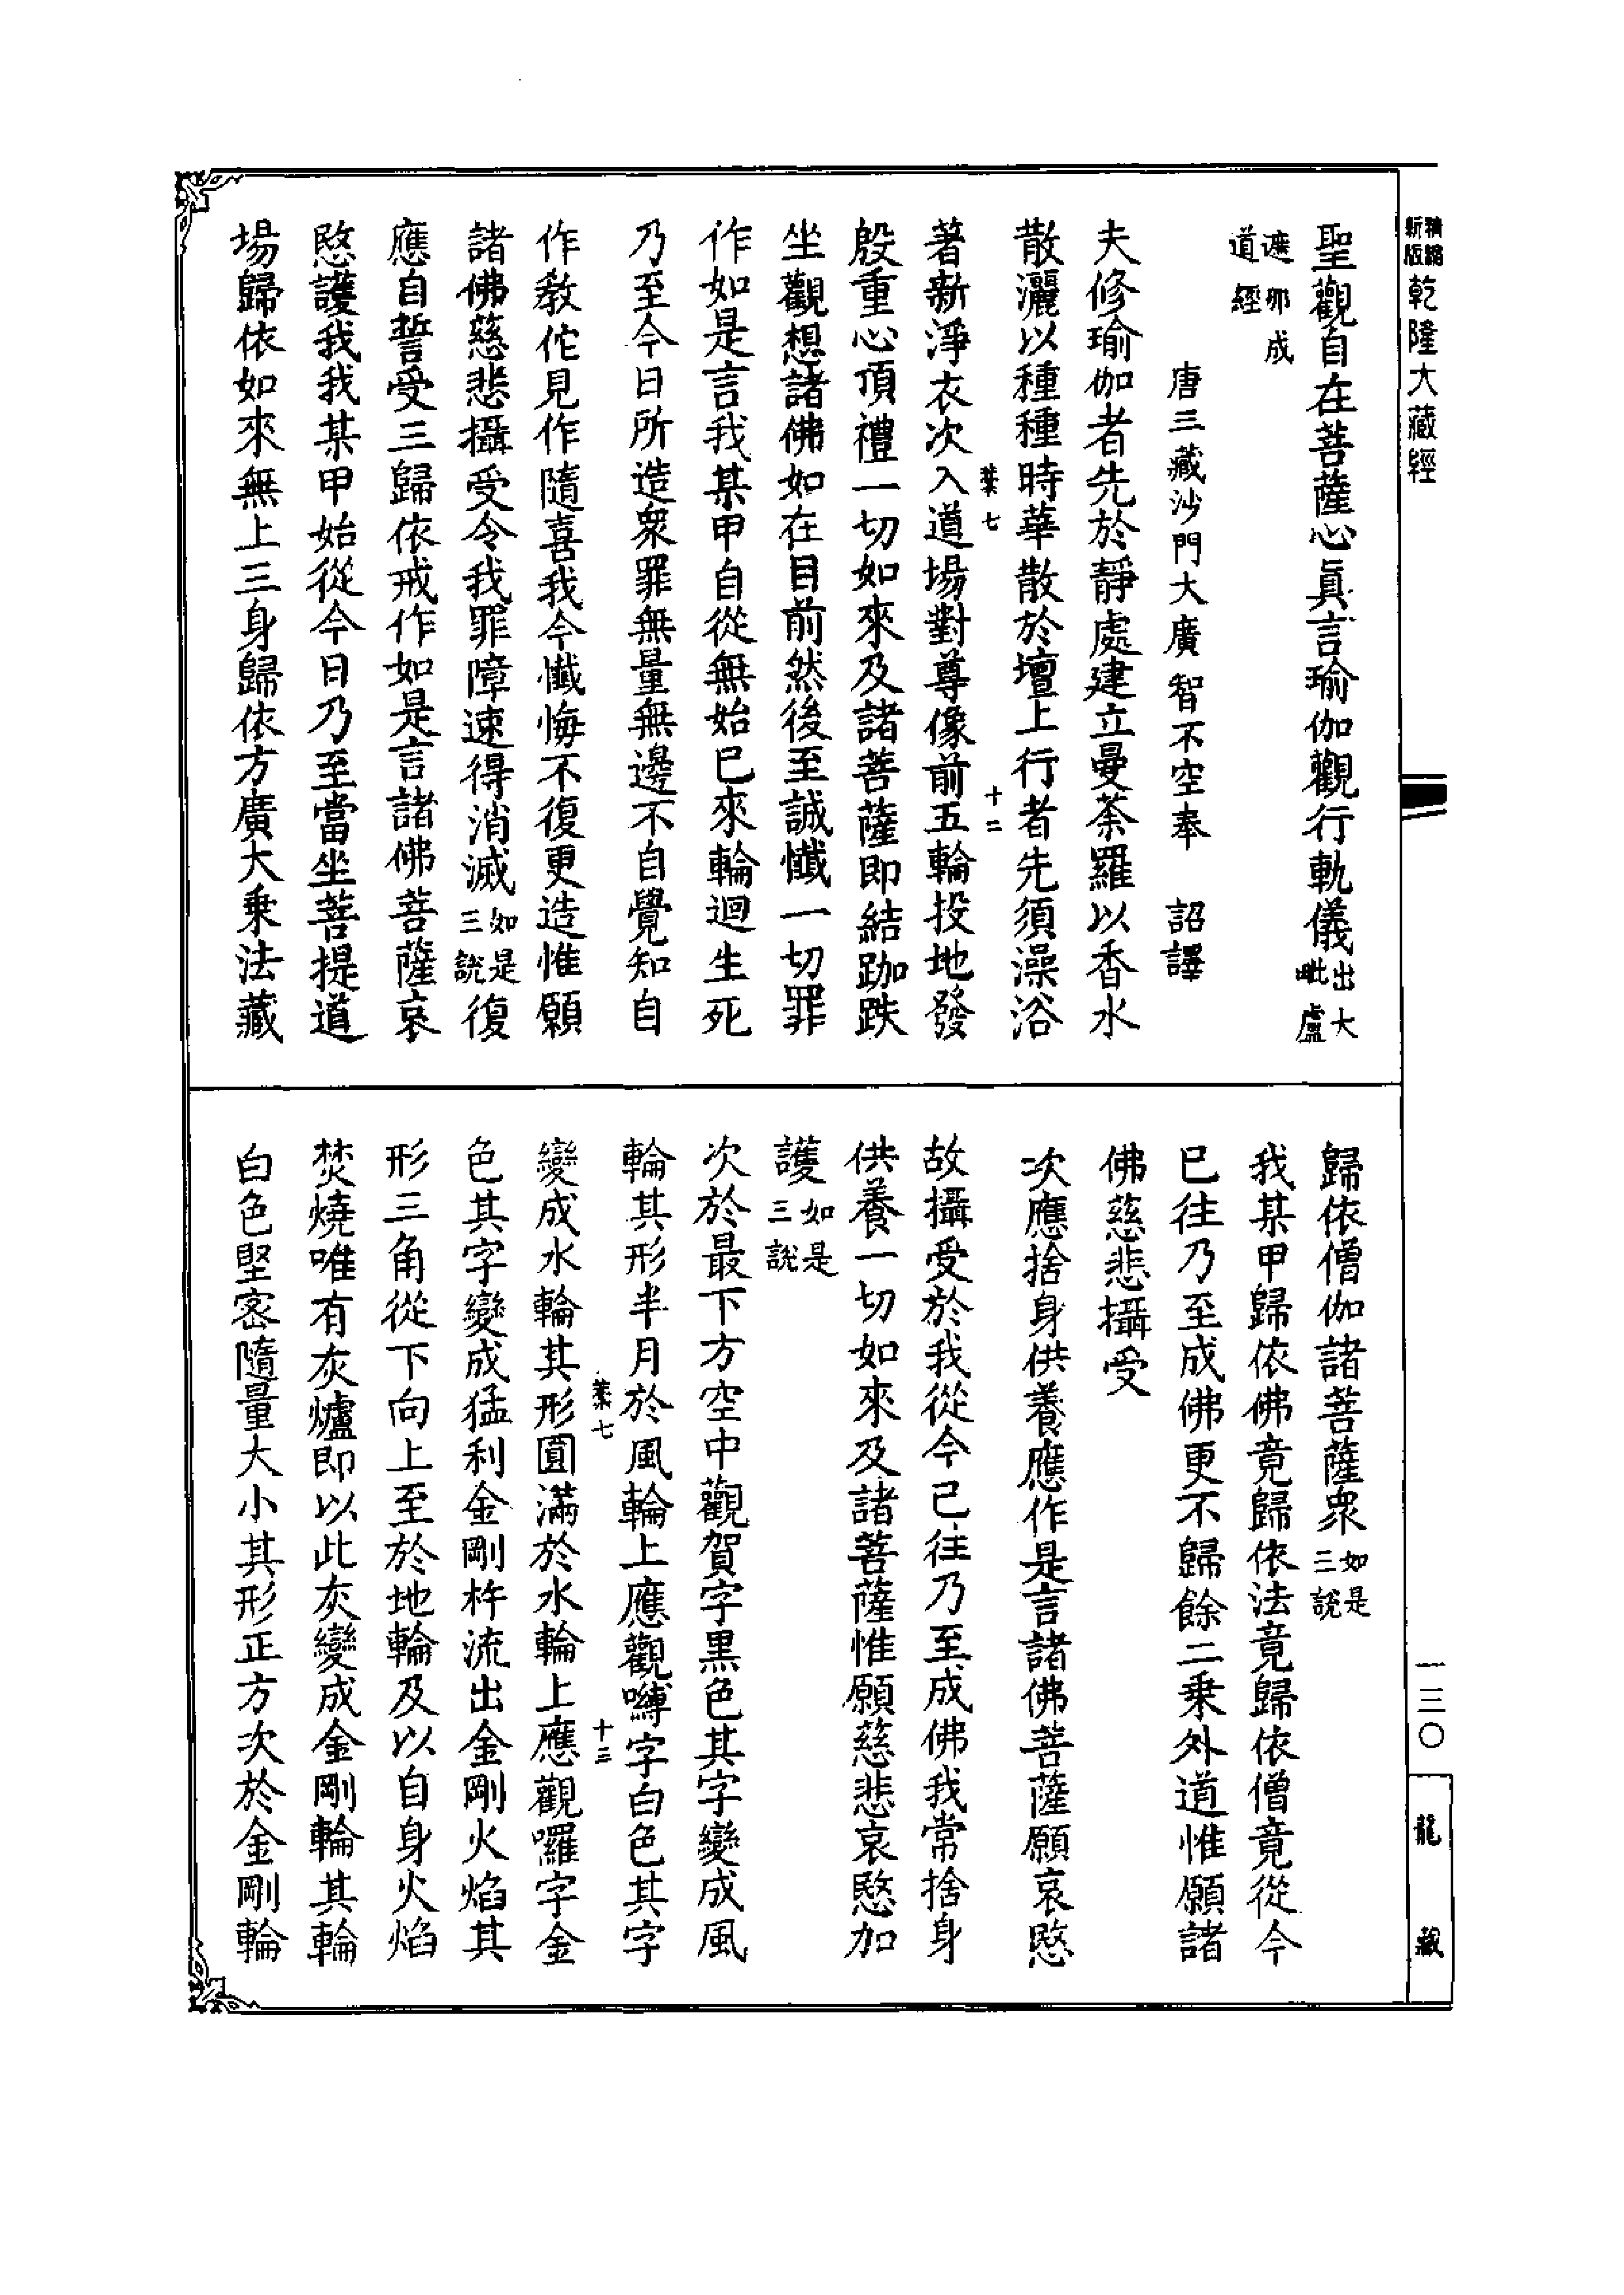 精縮新版乾隆大藏經
聖觀自在菩薩心眞言瑜伽觀行軌儀出大毗盧
遮那成道經
唐三藏沙門大廣智不空奉　詔譯
夫修瑜伽者先於靜處建立曼荼羅以香水
散灑以種種時華散於壇上行者先須澡浴
葉七　十二
著新淨衣次入道場對尊像前五輪投地發
殷重心頂禮一切如來及諸菩薩即結跏趺
坐觀想諸佛如在目前然後至誠懺一切罪
作如是言我某甲自從無始已來輪迴生死
乃至今日所造衆罪無量無邊不自覺知自
作教佗見作隨喜我今懺悔不復更造惟願
諸佛慈悲攝受令我罪障速得消滅如是三說復
應自誓受三歸依戒作如是言諸佛菩薩哀
愍護我我某甲始從今日乃至當坐菩提道
場歸依如來無上三身歸依方廣大乗法藏
歸依僧伽諸菩薩衆如是三說
我某甲歸依佛竟歸依法竟歸依僧竟從今
已往乃至成佛更不歸餘二乗外道惟願諸
佛慈悲攝受
次應捨身供養應作是言諸佛菩薩願哀愍
故攝受於我從今已往乃至成佛我常捨身
供養一切如來及諸菩薩惟願慈悲哀愍加
護如是三說
次於最下方空中觀賀字黑色其字變成風
輪其形半月於風輪上應觀嚩字白色其字
葉七　十三
變成水輪其形圓滿於水輪上應觀囉字金
色其字變成猛利金剛杵流出金剛火焰其
形三角從下向上至於地輪及以自身火焰
焚燒唯有灰爐即以此灰變成金剛輪其輪
白色堅密隨量大小其形正方次於金剛輪
一三〇
龍藏